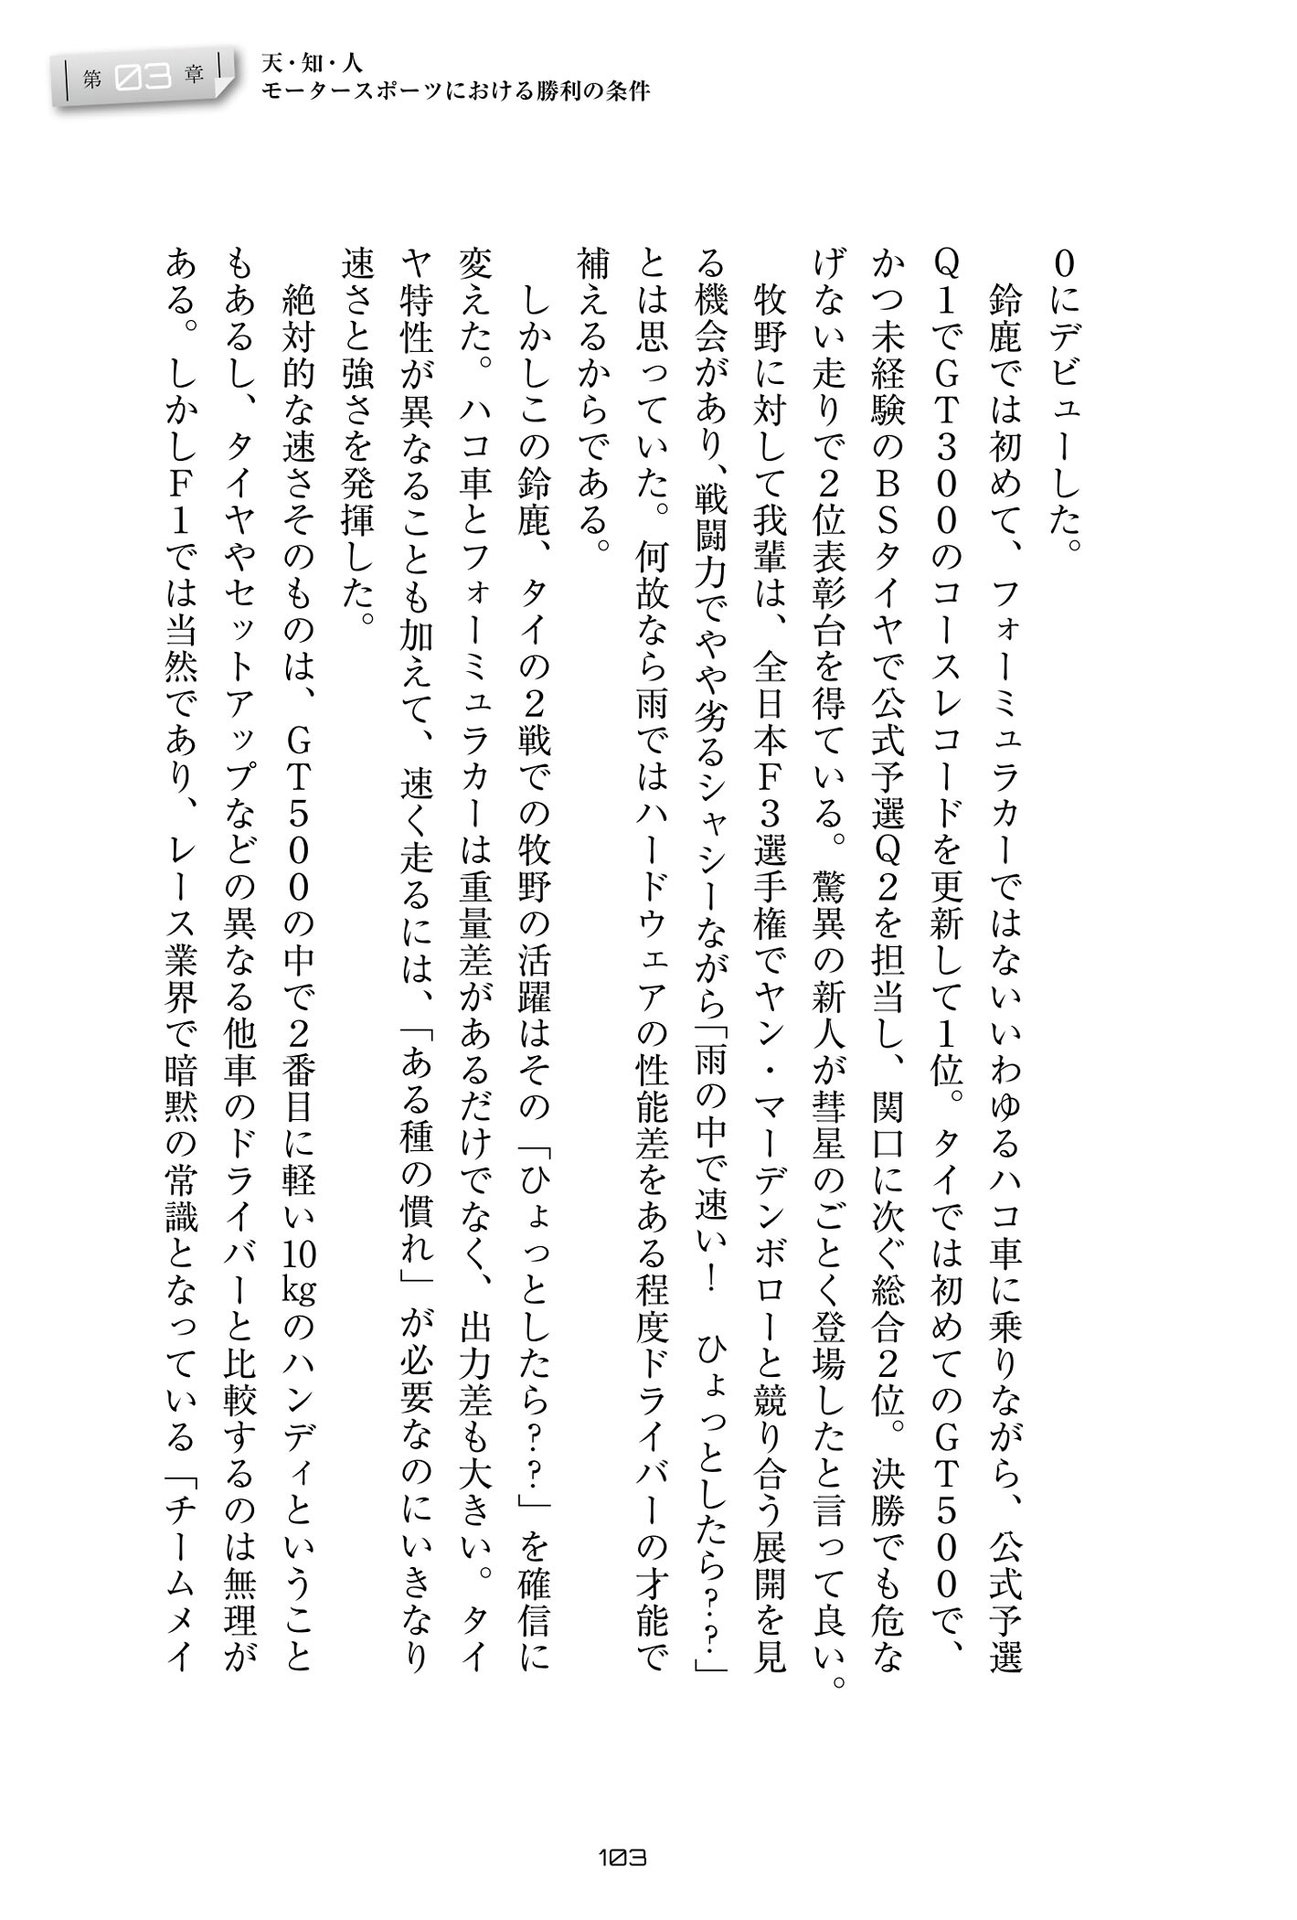 第03章
天・知・人
モータースポーツにおける勝利の条件
0にデビューした。
　鈴鹿では初めて、フォーミュラカーではないいわゆるハコ車に乗りながら、公式予選
Q1でGT300のコースレコードを更新して1位。タイでは初めてのGT500で、
かつ未経験のBSタイヤで公式予選Q2を担当し、関口に次ぐ総合2位。決勝でも危な
げない走りで2位表彰台を得ている。驚異の新人が彗星のごとく登場したと言って良い。
　牧野に対して我輩は、全日本F3選手権でヤン・マーデンボローと競り合う展開を見
る機会があり、戦闘力でやや劣るシャシーながら「雨の中で速い！　ひょっとしたら？？」
とは思っていた。何故なら雨ではハードウェアの性能差をある程度ドライバーの才能で
補えるからである。
　しかしこの鈴鹿、タイの2戦での牧野の活躍はその「ひょっとしたら？？」を確信に
変えた。ハコ車とフォーミュラカーは重量差があるだけでなく、出力差も大きい。タイ
ヤ特性が異なることも加えて、速く走るには、「ある種の慣れ」が必要なのにいきなり
速さと強さを発揮した。
　絶対的な速さそのものは、GT500の中で2番目に軽い10kgのハンディということ
もあるし、タイヤやセットアップなどの異なる他車のドライバーと比較するのは無理が
ある。しかしF1では当然であり、レース業界で暗黙の常識となっている「チームメイ
103